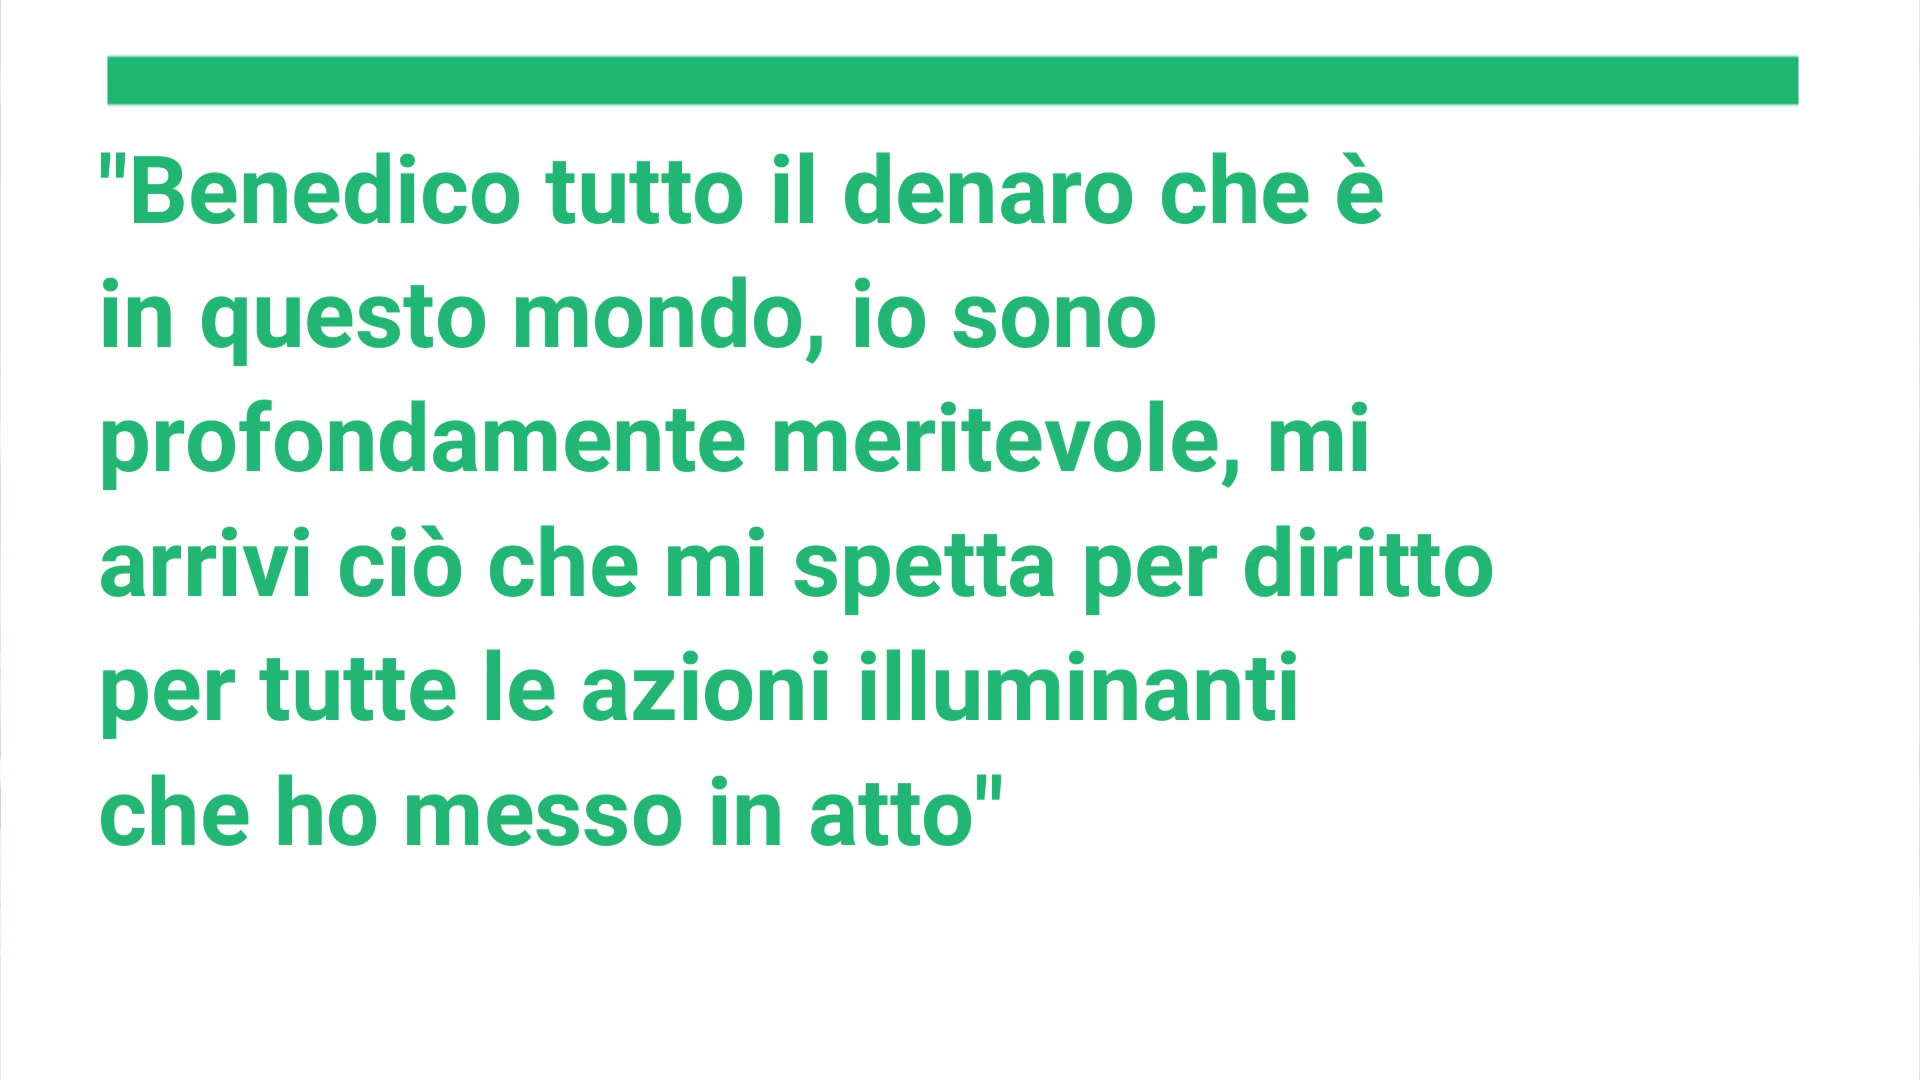 "Benedico tutto il denaro che è
in questo mondo, io sono
profondamente meritevole, mi
arrivi ciò che mi spetta per diritto
per tutte le azioni illuminanti
che ho messo in atto"